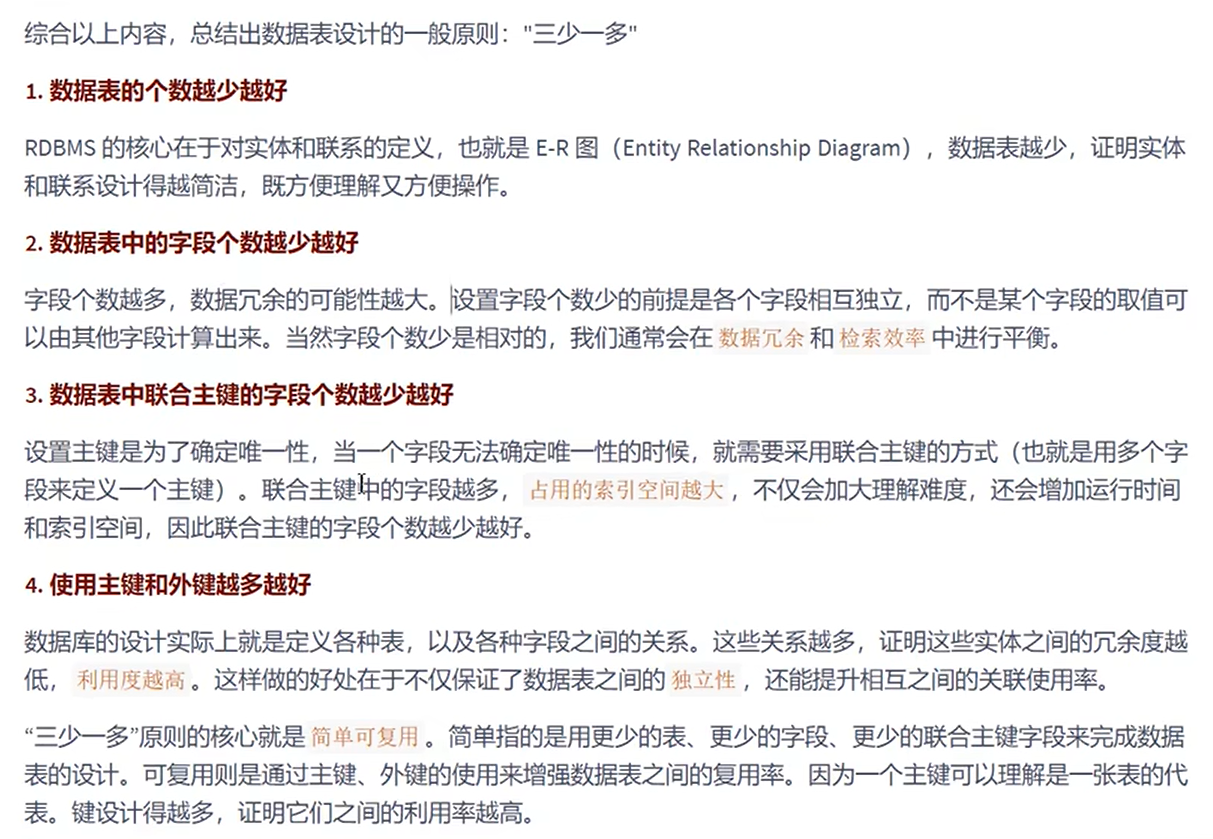 综合以上内容，总结出数据表设计的一般原则："三少一多"
1. 数据表的个数越少越好
RDBMS 的核心在于对实体和联系的定义，也就是 E-R 图（Entity Relationship Diagram），数据表越少，证明实体
和联系设计得越简洁，既方便理解又方便操作。
2. 数据表中的字段个数越少越好
字段个数越多，数据冗余的可能性越大。设置字段个数少的前提是各个字段相互独立，而不是某个字段的取值可
以由其他字段计算出来。当然字段个数少是相对的，我们通常会在 数据冗余 和 检索效率 中进行平衡。
3. 数据表中联合主键的字段个数越少越好
设置主键是为了确定唯一性，当一个字段无法确定唯一性的时候，就需要采用联合主键的方式（也就是用多个字
段来定义一个主键）。联合主键中的字段越多， 占用的索引空间越大 ，不仅会加大理解难度，还会增加运行时间
和索引空间，因此联合主键的字段个数越少越好。
4. 使用主键和外键越多越好
数据库的设计实际上就是定义各种表，以及各种字段之间的关系。这些关系越多，证明这些实体之间的冗余度越
低， 利用度越高 。这样做的好处在于不仅保证了数据表之间的 独立性 ，还能提升相互之间的关联使用率。
“三少一多”原则的核心就是 简单可复用 。简单指的是用更少的表、更少的字段、更少的联合主键字段来完成数据
表的设计。可复用则是通过主键、外键的使用来增强数据表之间的复用率。因为一个主键可以理解是一张表的代
表。键设计得越多，证明它们之间的利用率越高。